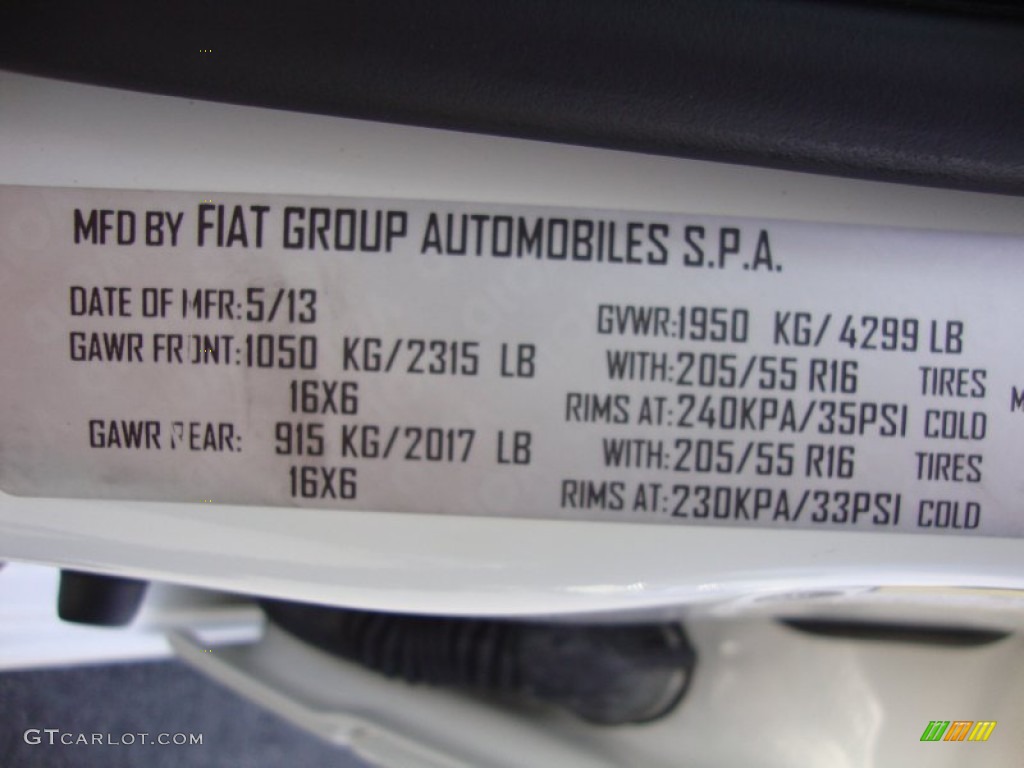 MFD BY FIAT GROUP AUTOMOBILES S.P.A.
DATE OF MFR:5/13 GVWR:1950 KG/4299 LB
GAWR FRONT:1050 KG/2315 LB WITH:205/55 R16 TIRES
16X6 RIMS AT:240KPA/35PSI COLD
GAWR REAR: 915 KG/2017 LB WITH:205/55 R16 TIRES
16X6 RIMS AT:230KPA/33PSI COLD
GTCARLOT.COM